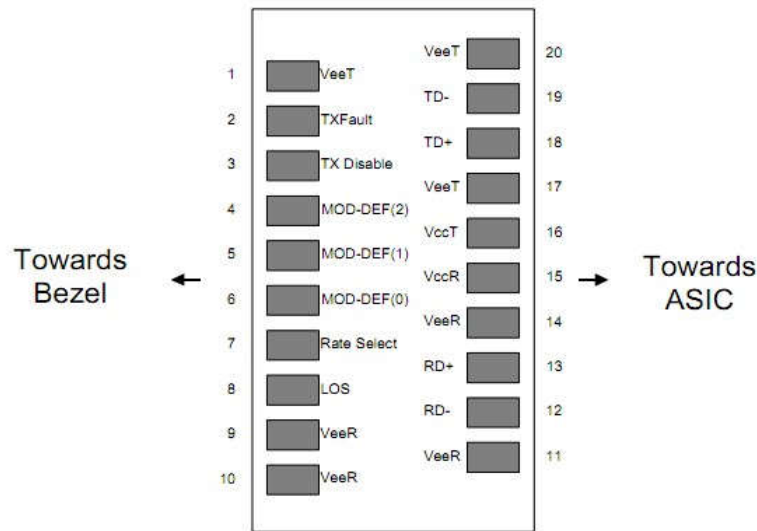 VeeT 20
1 VeeT
TD- 19
2 TXFault
TD+ 18
3 TX Disable
VeeT 17
4 MOD-DEF(2)
VccT 16
5 MOD-DEF(1)
Towards
Bezel
VccR 15
Towards
ASIC
6 MOD-DEF(0)
VeeR 14
7 Rate Select
RD+ 13
8 LOS
RD- 12
9 VeeR
VeeR 11
10 VeeR